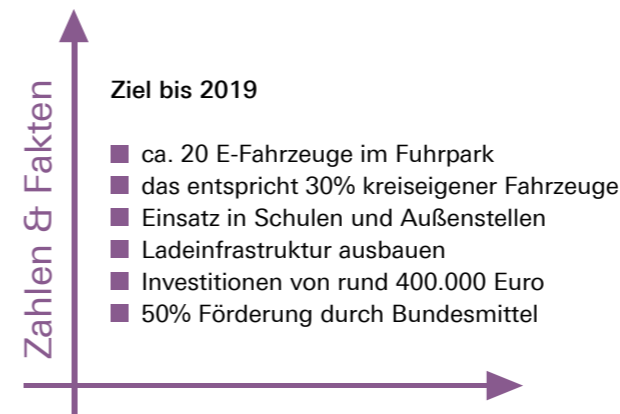 Zahlen & Fakten
Ziel bis 2019
ca. 20 E-Fahrzeuge im Fuhrpark
das entspricht 30% kreiseigener Fahrzeuge
Einsatz in Schulen und Außenstellen
Ladeinfrastruktur ausbauen
Investitionen von rund 400.000 Euro
50% Förderung durch Bundesmittel